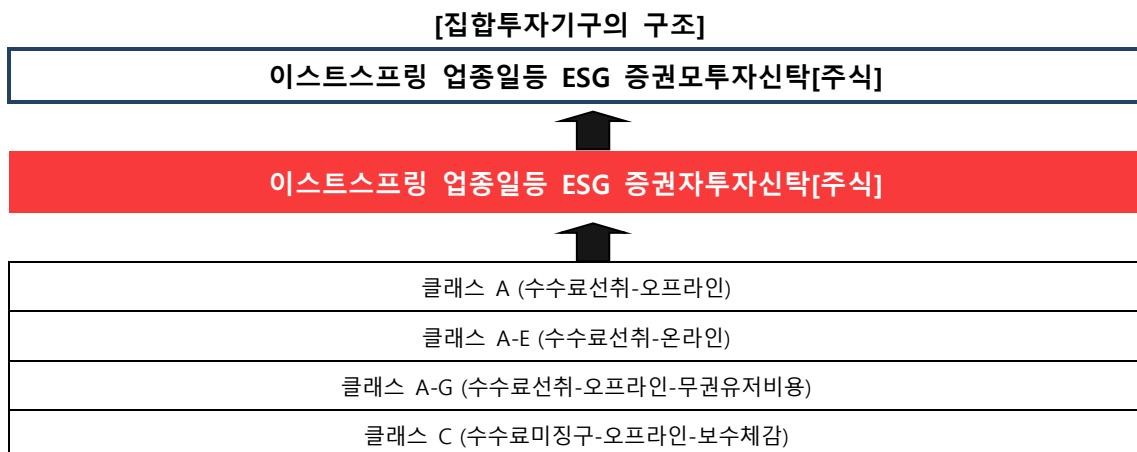 [집합투자기구의 구조]
이스트스프링 업종일등 ESG 증권모투자신탁[주식]
이스트스프링 업종일등 ESG 증권자투자신탁[주식]
클래스 A (수수료선취-오프라인)
클래스 A-E (수수료선취-온라인)
클래스 A-G (수수료선취-오프라인-무권유저비용)
클래스 C (수수료미징구-오프라인-보수체감)